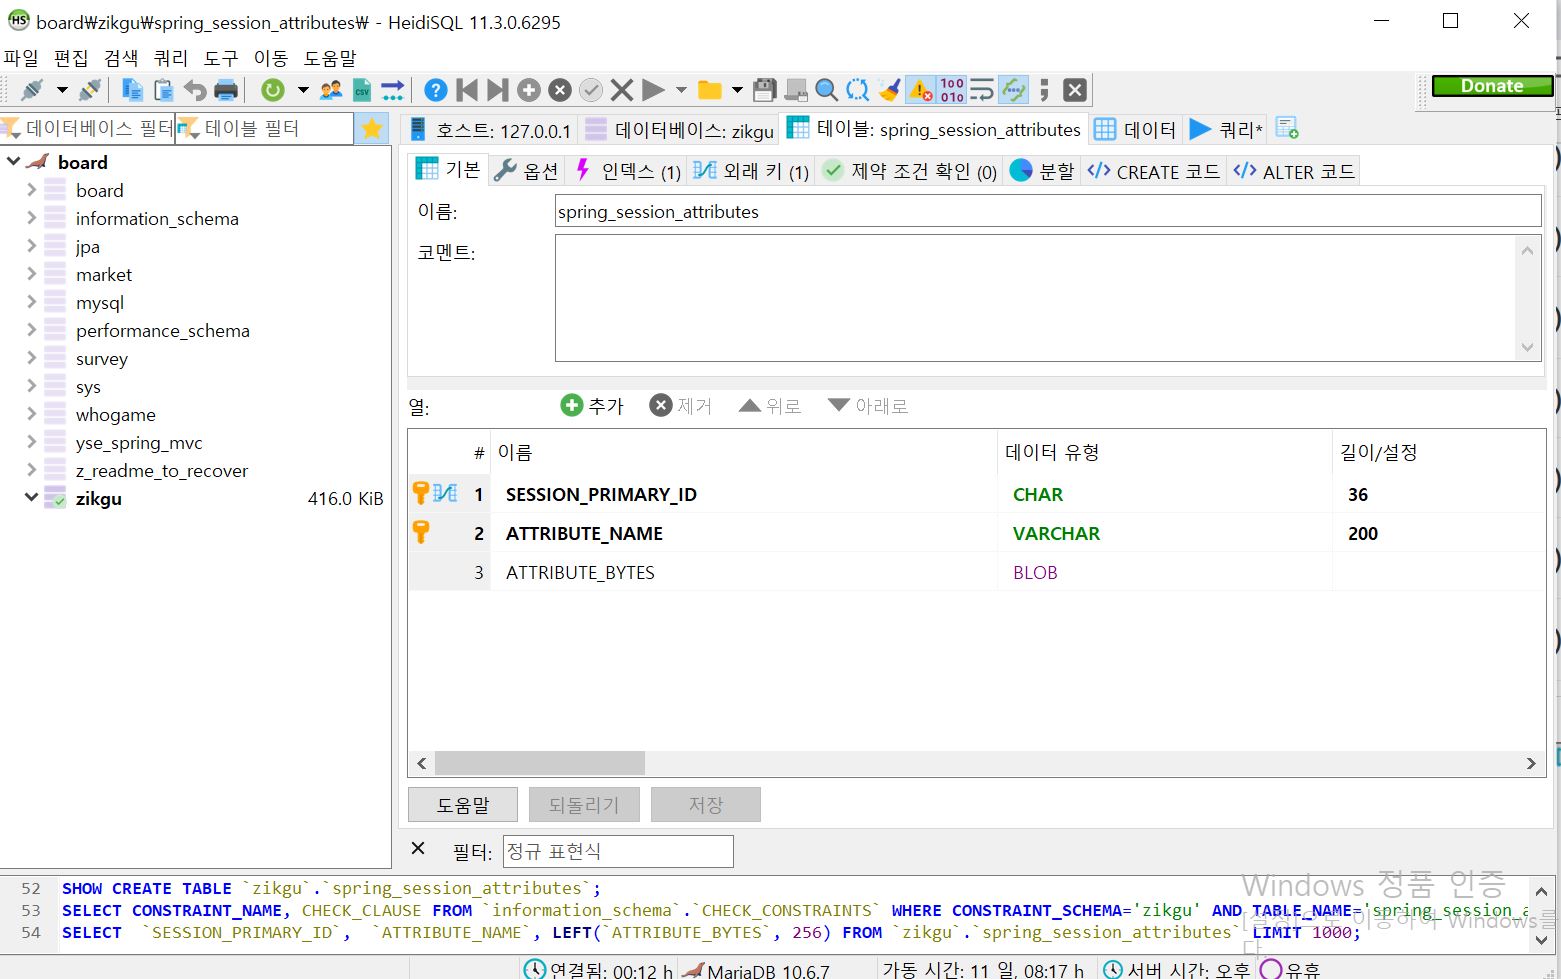 board₩zikgu₩spring_session_attributes₩ - HeidiSQL 11.3.0.6295
파일 편집 검색 쿼리 도구 이동 도움말
Donate
데이터베이스 필터 테이블 필터
호스트: 127.0.0.1 데이터베이스: zikgu 테이블: spring_session_attributes 데이터 쿼리*
board
board
information_schema
jpa
market
mysql
performance_schema
survey
sys
whogame
yse_spring_mvc
z_readme_to_recover
zikgu 416.0 KiB
기본 옵션 인덱스 (1) 외래 키 (1) 제약 조건 확인 (0) 분할 CREATE 코드 ALTER 코드
이름: spring_session_attributes
코멘트:
열: 추가 제거 위로 아래로
# 이름 데이터 유형 길이/설정
1 SESSION_PRIMARY_ID CHAR 36
2 ATTRIBUTE_NAME VARCHAR 200
3 ATTRIBUTE_BYTES BLOB
도움말 되돌리기 저장
필터: 정규 표현식
52 SHOW CREATE TABLE `zikgu`.`spring_session_attributes`;
53 SELECT CONSTRAINT_NAME, CHECK_CLAUSE FROM `information_schema`.`CHECK_CONSTRAINTS` WHERE CONSTRAINT_SCHEMA='zikgu' AND TABLE_NAME='spring_session_a
54 SELECT `SESSION_PRIMARY_ID`, `ATTRIBUTE_NAME`, LEFT(`ATTRIBUTE_BYTES`, 256) FROM `zikgu`.`spring_session_attributes` LIMIT 1000;
Windows 정품 인증
[설정]으로 이동하여 Windows를
다
연결됨: 00:12 h MariaDB 10.6.7 가동 시간: 11 일, 08:17 h 서버 시간: 오후 유휴